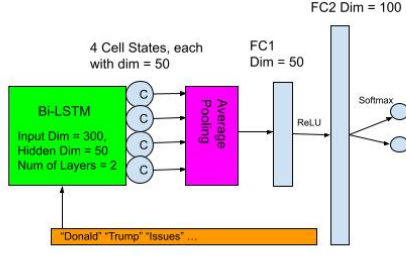 FC2 Dim = 100
4 Cell States, each
with dim = 50
FC1
Dim = 50
Bi-LSTM
Input Dim = 300,
Hidden Dim = 50
Num of Layers = 2
C
C
C
C
Average
Pooling
ReLU
Softmax
“Donald” “Trump” “Issues” ...